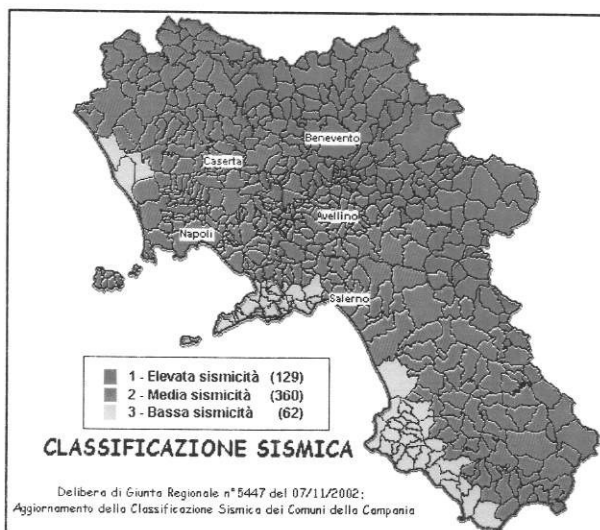 Benevento
Caserta
Avellino
Napoli
Salerno
1 - Elevata sismicità (129)
2 - Media sismicità (360)
3 - Bassa sismicità (62)
CLASSIFICAZIONE SISMICA
Delibera di Giunta Regionale n°5447 del 07/11/2002:
Aggiornamento della Classificazione Sismica dei Comuni della Campania